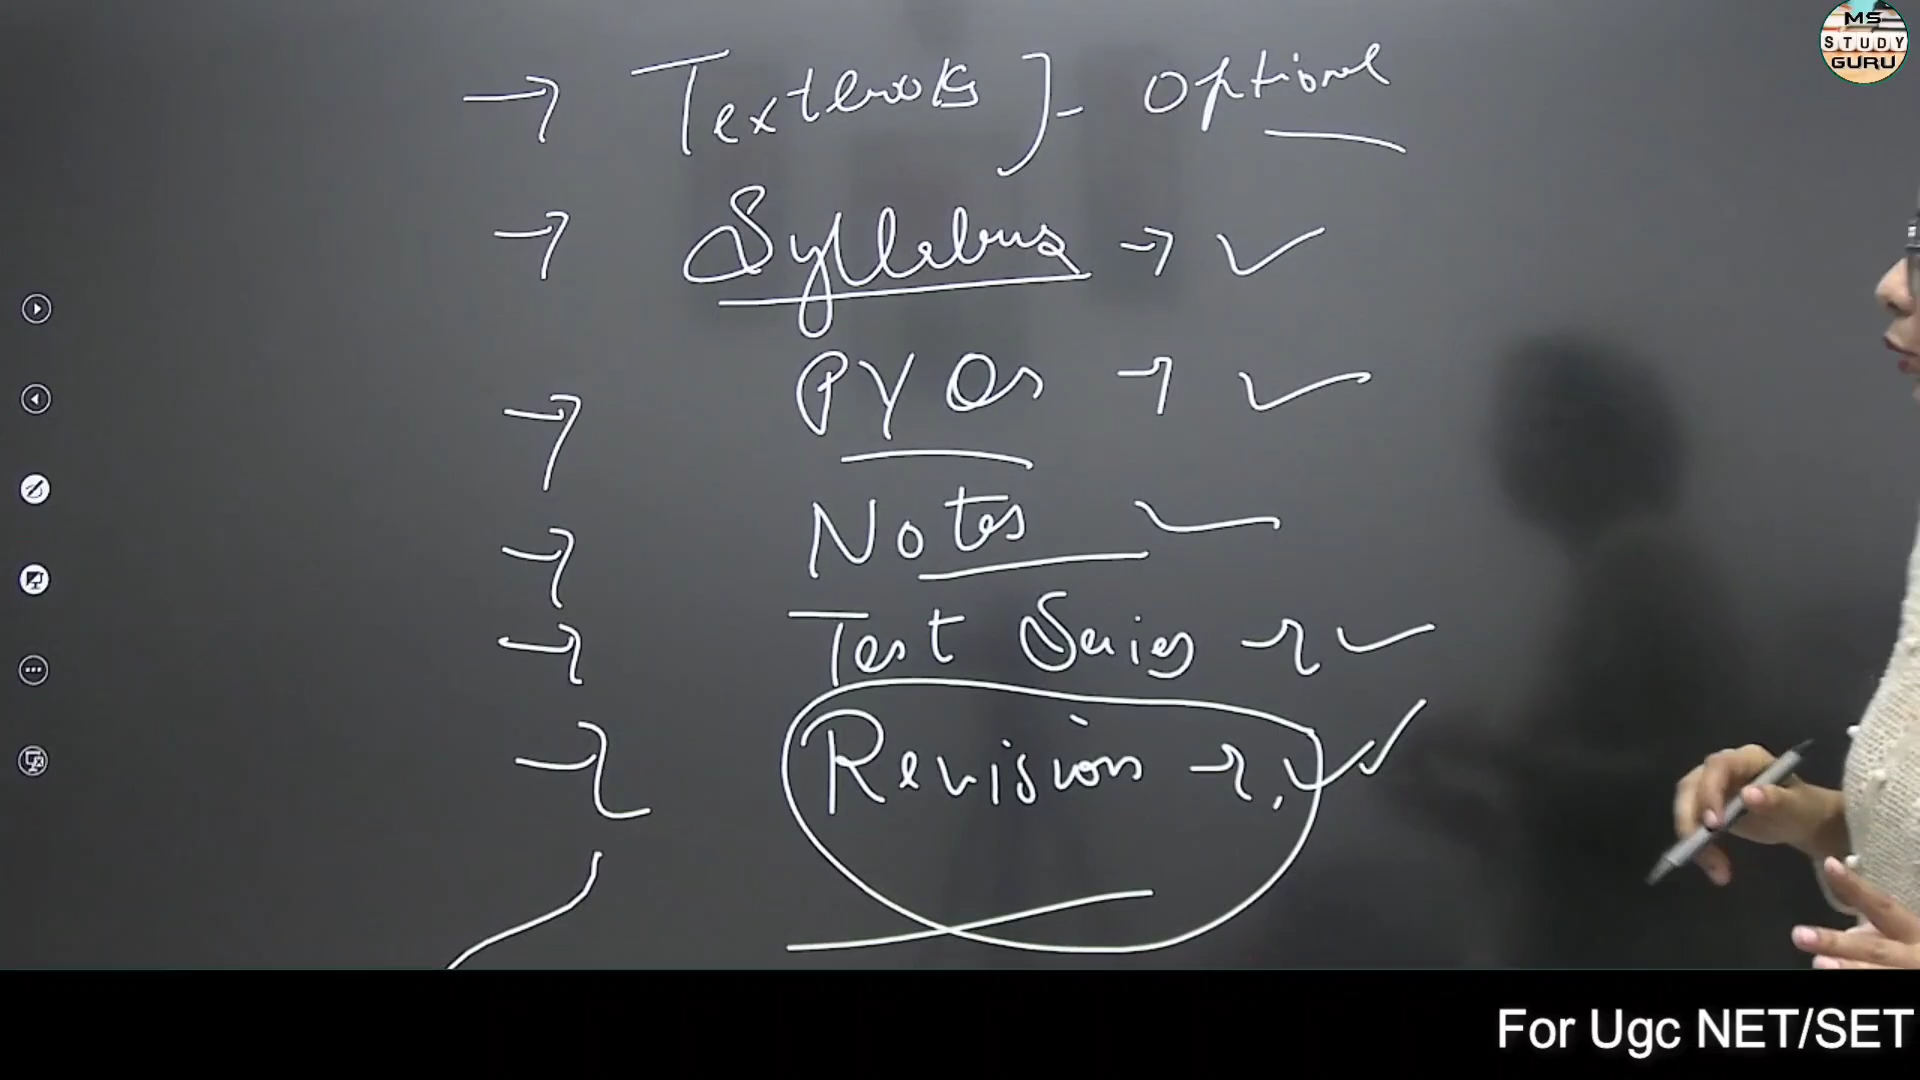 MS
STUDY
GURU
→ Textbooks ] - Optional
→ Syllabus → ✓
→ PYQs → ✓
→ Notes ✓
→ Test Series → ✓
→ Revision → ✓✓
For Ugc NET/SET